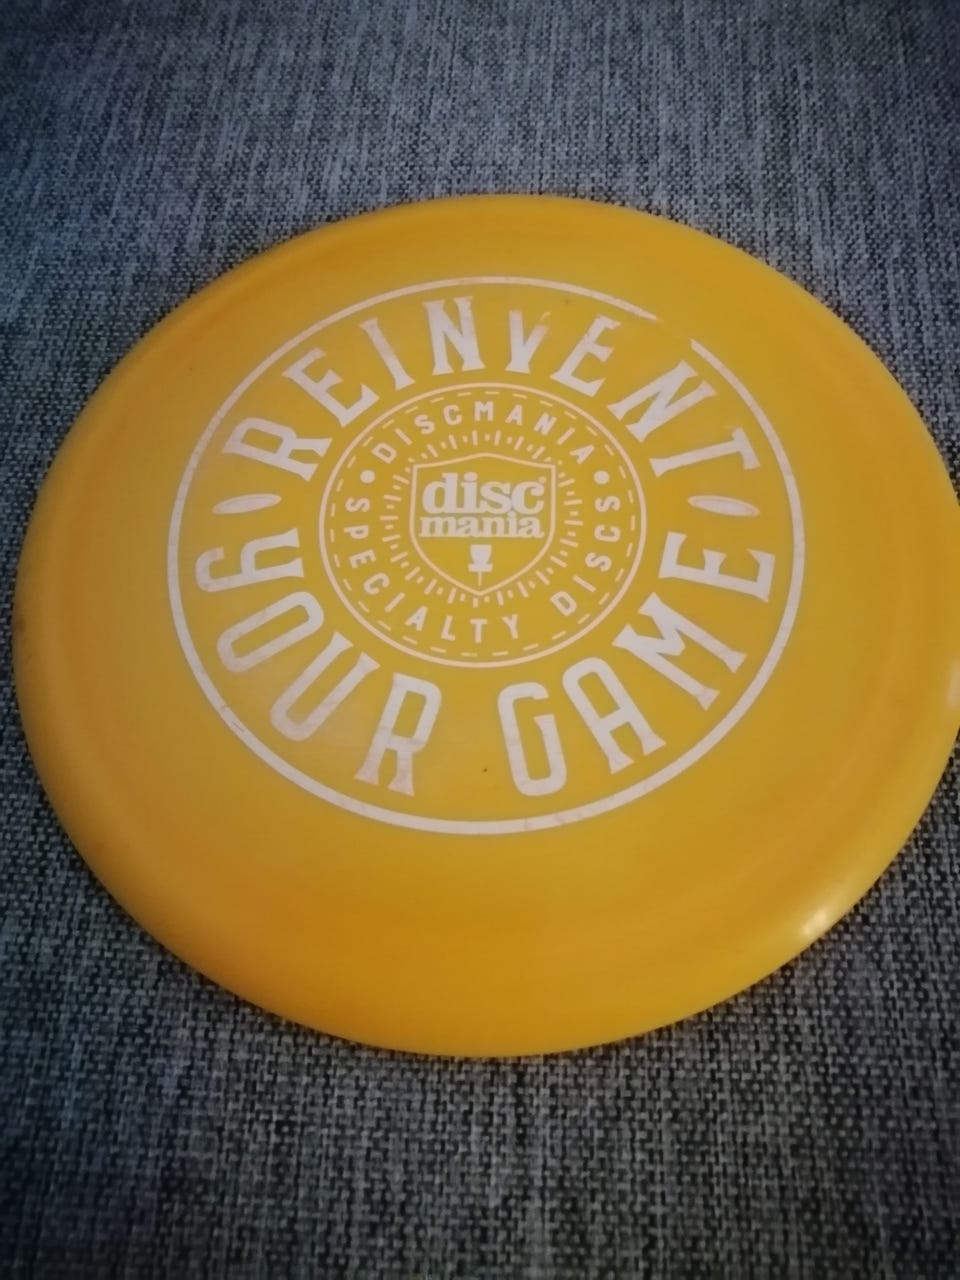 REINVENT
YOUR GAME
DISCMANIA
SPECIALTY DISCS
disc
mania